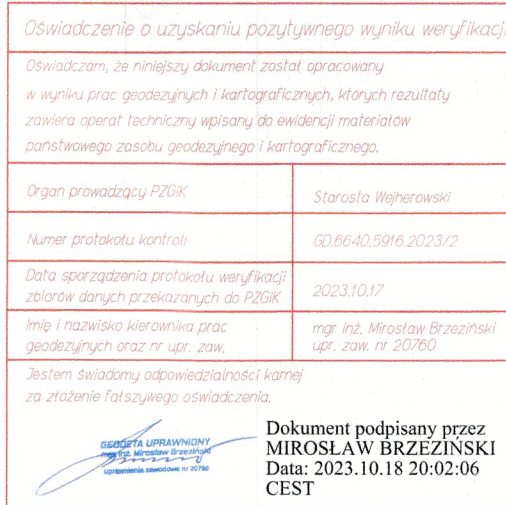 Oświadczenie o uzyskaniu pozytywnego wyniku weryfikacji
Oświadczam, że niniejszy dokument został opracowany
w wyniku prac geodezyjnych i kartograficznych, których rezultaty
zawiera operat techniczny wpisany do ewidencji materiałów
państwowego zasobu geodezyjnego i kartograficznego.
Organ prowadzący PZGiK
Starosta Wejherowski
Numer protokołu kontroli
GD.6640.5916.2023/2
Data sporządzenia protokołu weryfikacji
zbiorów danych przekazanych do PZGiK
2023.10.17
Imię i nazwisko kierownika prac
geodezyjnych oraz nr upr. zaw.
mgr inż. Mirosław Brzeziński
upr. zaw. nr 20760
Jestem świadomy odpowiedzialności karnej
za złożenie fałszywego oświadczenia.
GEODETA UPRAWNIONY
mgr inż. Mirosław Brzeziński
uprawnienia zawodowe nr 20760
Dokument podpisany przez
MIROSŁAW BRZEZIŃSKI
Data: 2023.10.18 20:02:06
CEST